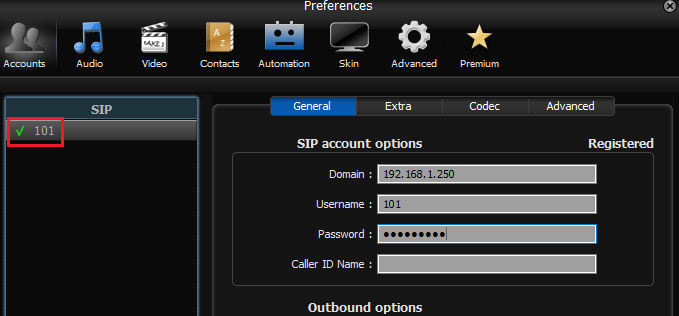 Preferences
Accounts Audio Video Contacts Automation Skin Advanced Premium
SIP
101
General Extra Codec Advanced
SIP account options Registered
Domain : 192.168.1.250
Username : 101
Password : ●●●●●●●●●
Caller ID Name :
Outbound options